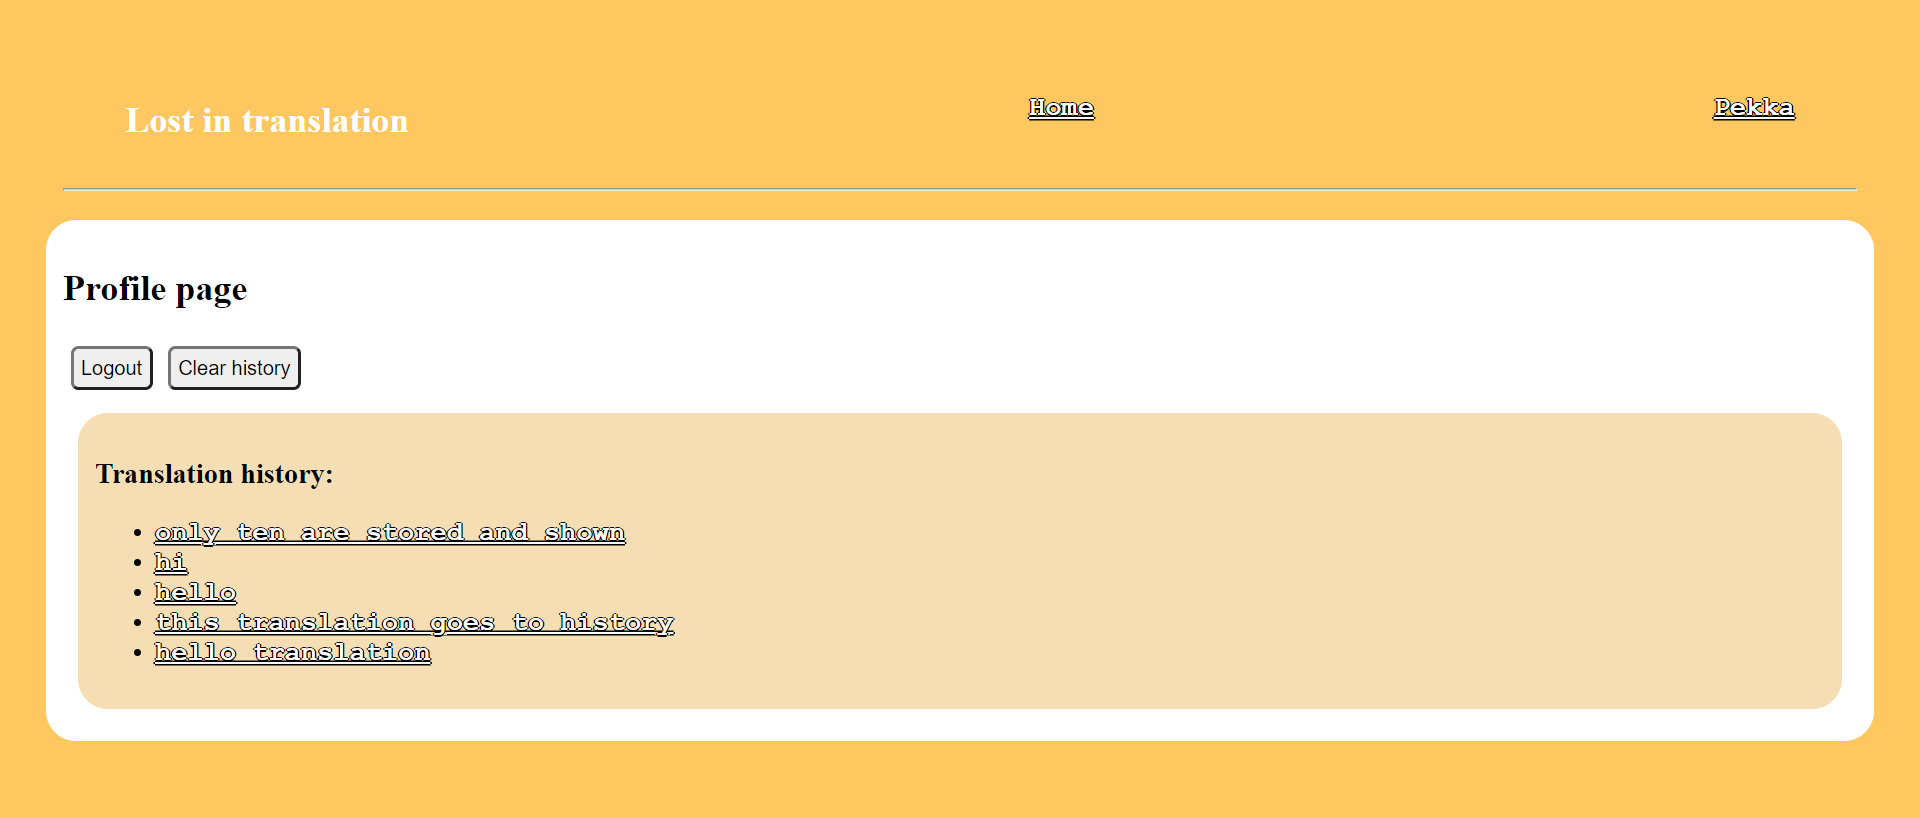 Lost in translation Home Pekka
Profile page
Logout Clear history
Translation history:
only ten are stored and shown
hi
hello
this translation goes to history
hello translation